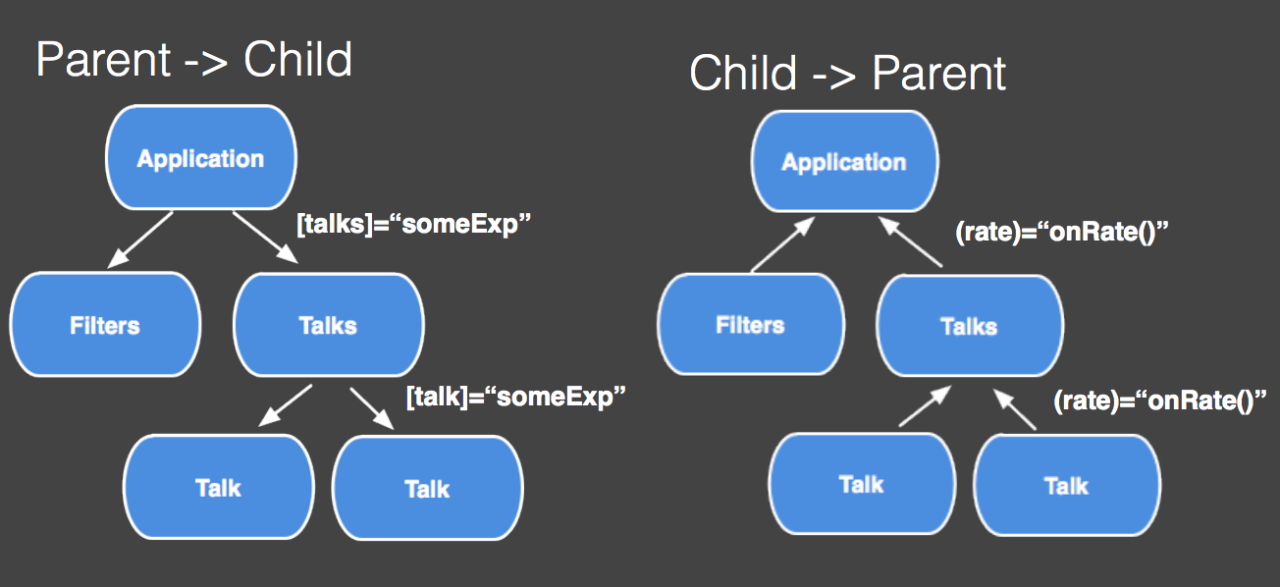 Parent -> Child
Application
[talks]=“someExp”
Filters
Talks
[talk]=“someExp”
Talk
Talk
Child -> Parent
Application
(rate)=“onRate()”
Filters
Talks
(rate)=“onRate()”
Talk
Talk